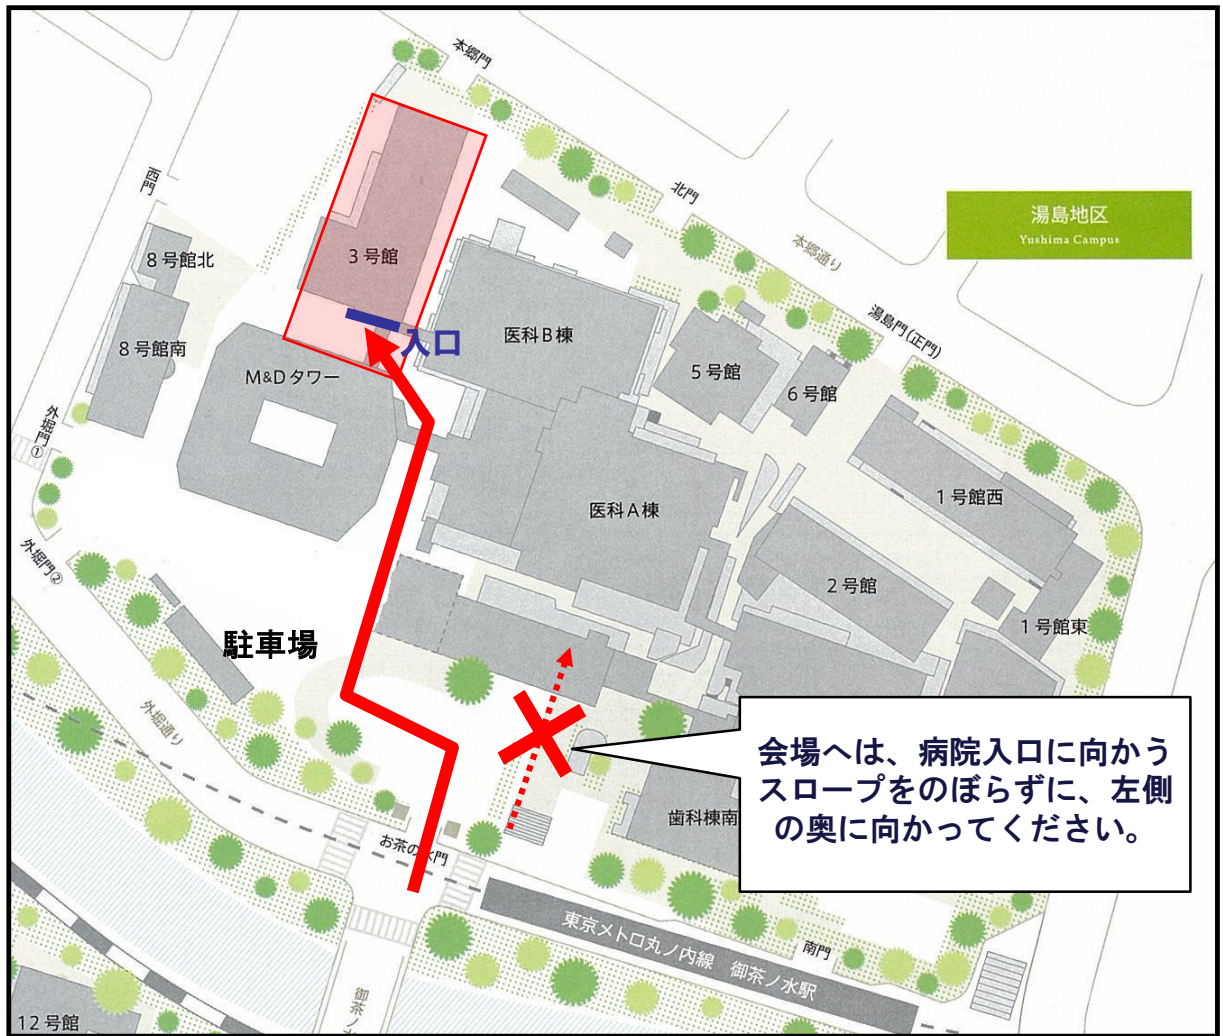 本郷門
西門
北門
湯島地区
Yushima Campus
本郷通り
3号館
8号館北
入口
医科B棟
湯島門(正門)
8号館南
M&Dタワー
5号館
6号館
外堀門①
1号館西
医科A棟
外堀門②
2号館
1号館東
駐車場
外堀通り
会場へは、病院入口に向かう
スロープをのぼらずに、左側
の奥に向かってください。
歯科棟南
お茶の水門
東京メトロ丸ノ内線 御茶ノ水駅
南門
御茶ノ
12号館